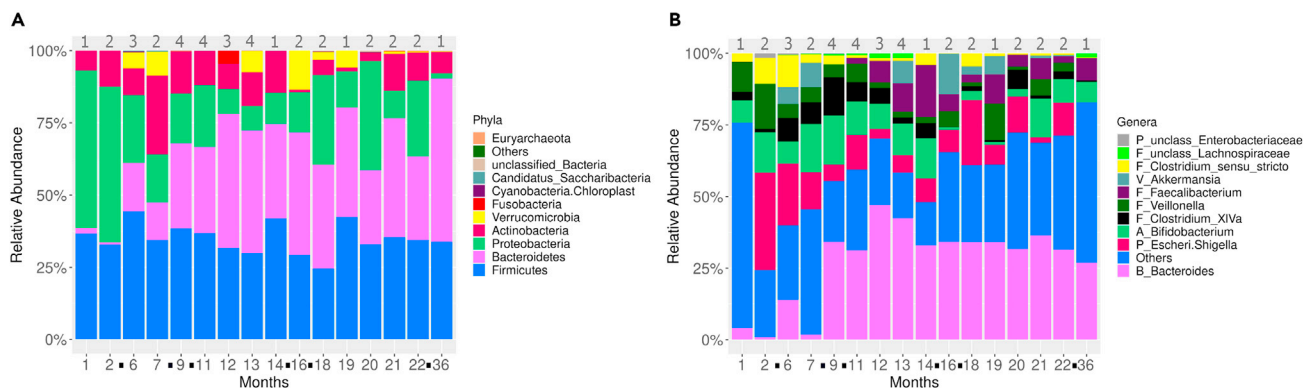 A
1 2 3 2 4 4 3 4 1 2 2 1 2 2 2 1
100%
75%
50%
25%
0%
Relative Abundance
1 2 6 7 9 11 12 13 14 16 18 19 20 21 22 36
Months
Phyla
Euryarchaeota
Others
unclassified_Bacteria
Candidatus_Saccharibacteria
Cyanobacteria.Chloroplast
Fusobacteria
Verrucomicrobia
Actinobacteria
Proteobacteria
Bacteroidetes
Firmicutes
B
1 2 3 2 4 4 3 4 1 2 2 1 2 2 2 1
100%
75%
50%
25%
0%
Relative Abundance
1 2 6 7 9 11 12 13 14 16 18 19 20 21 22 36
Months
Genera
P_unclass_Enterobacteriaceae
F_unclass_Lachnospiraceae
F_Clostridium_sensu_stricto
V_Akkermansia
F_Faecalibacterium
F_Veillonella
F_Clostridium_XIVa
A_Bifidobacterium
P_Escheri.Shigella
Others
B_Bacteroides